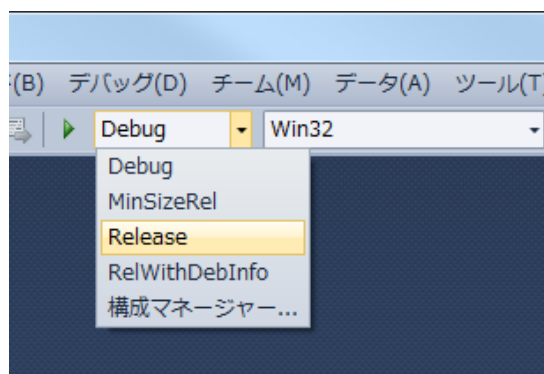 (B) デバッグ(D) チーム(M) データ(A) ツール(T)
Debug Win32
Debug
MinSizeRel
Release
RelWithDebInfo
構成マネージャー...